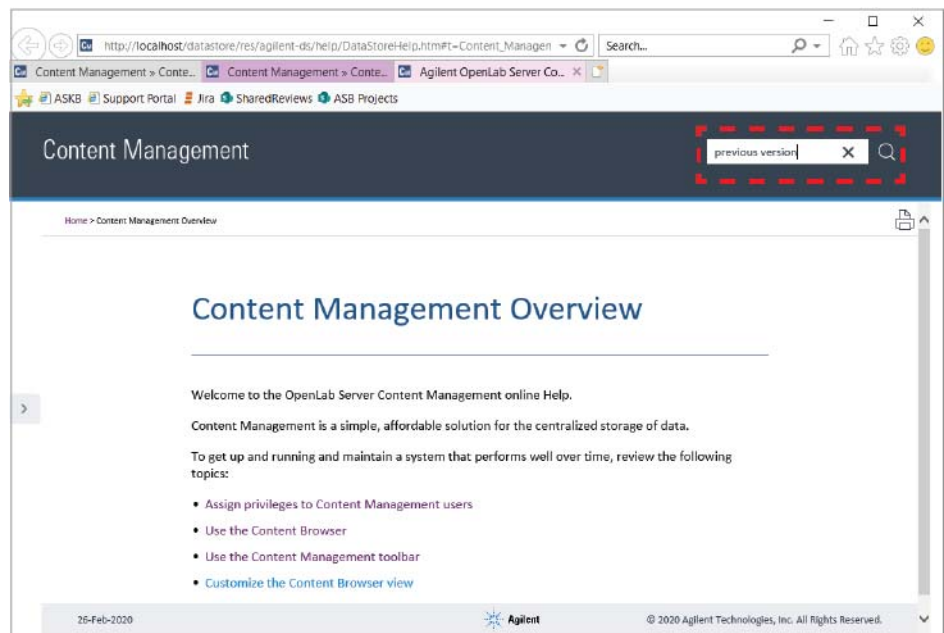 http://localhost/datastore/res/agilent-ds/help/DataStoreHelp.htm#t=Content_Managen
Search...
Content Management » Conte...
Content Management » Conte...
Agilent OpenLab Server Co...
ASKB
Support Portal
Jira
SharedReviews
ASB Projects
Content Management
previous version
Home > Content Management Overview
Content Management Overview
Welcome to the OpenLab Server Content Management online Help.
Content Management is a simple, affordable solution for the centralized storage of data.
To get up and running and maintain a system that performs well over time, review the following
topics:
• Assign privileges to Content Management users
• Use the Content Browser
• Use the Content Management toolbar
• Customize the Content Browser view
26-Feb-2020
Agilent
© 2020 Agilent Technologies, Inc. All Rights Reserved.